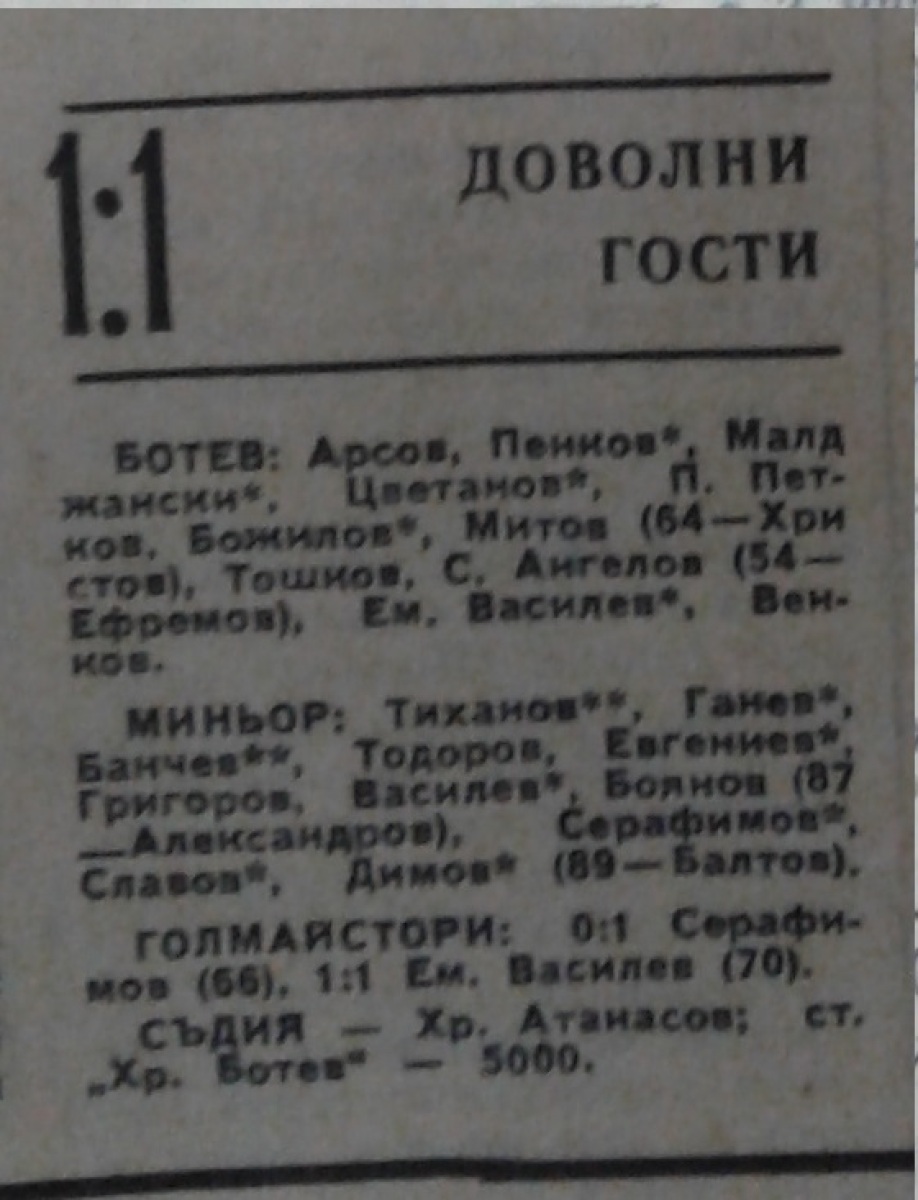 1:1
ДОВОЛНИ
ГОСТИ
БОТЕВ: Арсов, Пенков*, Малд
жански*, Цветанов*, П. Пет-
ков, Божилов*, Митов (64—Хри
стов), Тошков, С. Ангелов (54—
Ефремов), Ем. Василев*, Вен-
ков.
МИНЬОР: Тиханов**, Ганев*,
Банчев**, Тодоров, Евгениев*,
Григоров, Василев*, Боянов (87
—Александров), Серафимов*,
Славов*, Димов* (89—Балтов).
ГОЛМАЙСТОРИ: 0:1 Серафи-
мов (66), 1:1 Ем. Василев (70).
СЪДИЯ — Хр. Атанасов; ст.
„Хр. Ботев" — 5000.